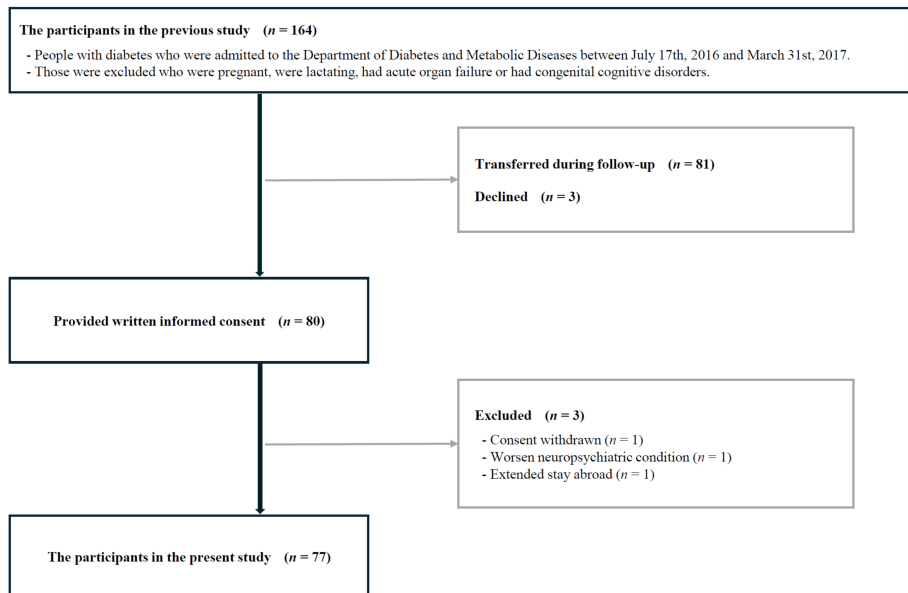 The participants in the previous study (n = 164)
- People with diabetes who were admitted to the Department of Diabetes and Metabolic Diseases between July 17th, 2016 and March 31st, 2017.
- Those were excluded who were pregnant, were lactating, had acute organ failure or had congenital cognitive disorders.
Transferred during follow-up (n = 81)
Declined (n = 3)
Provided written informed consent (n = 80)
Excluded (n = 3)
- Consent withdrawn (n = 1)
- Worsen neuropsychiatric condition (n = 1)
- Extended stay abroad (n = 1)
The participants in the present study (n = 77)